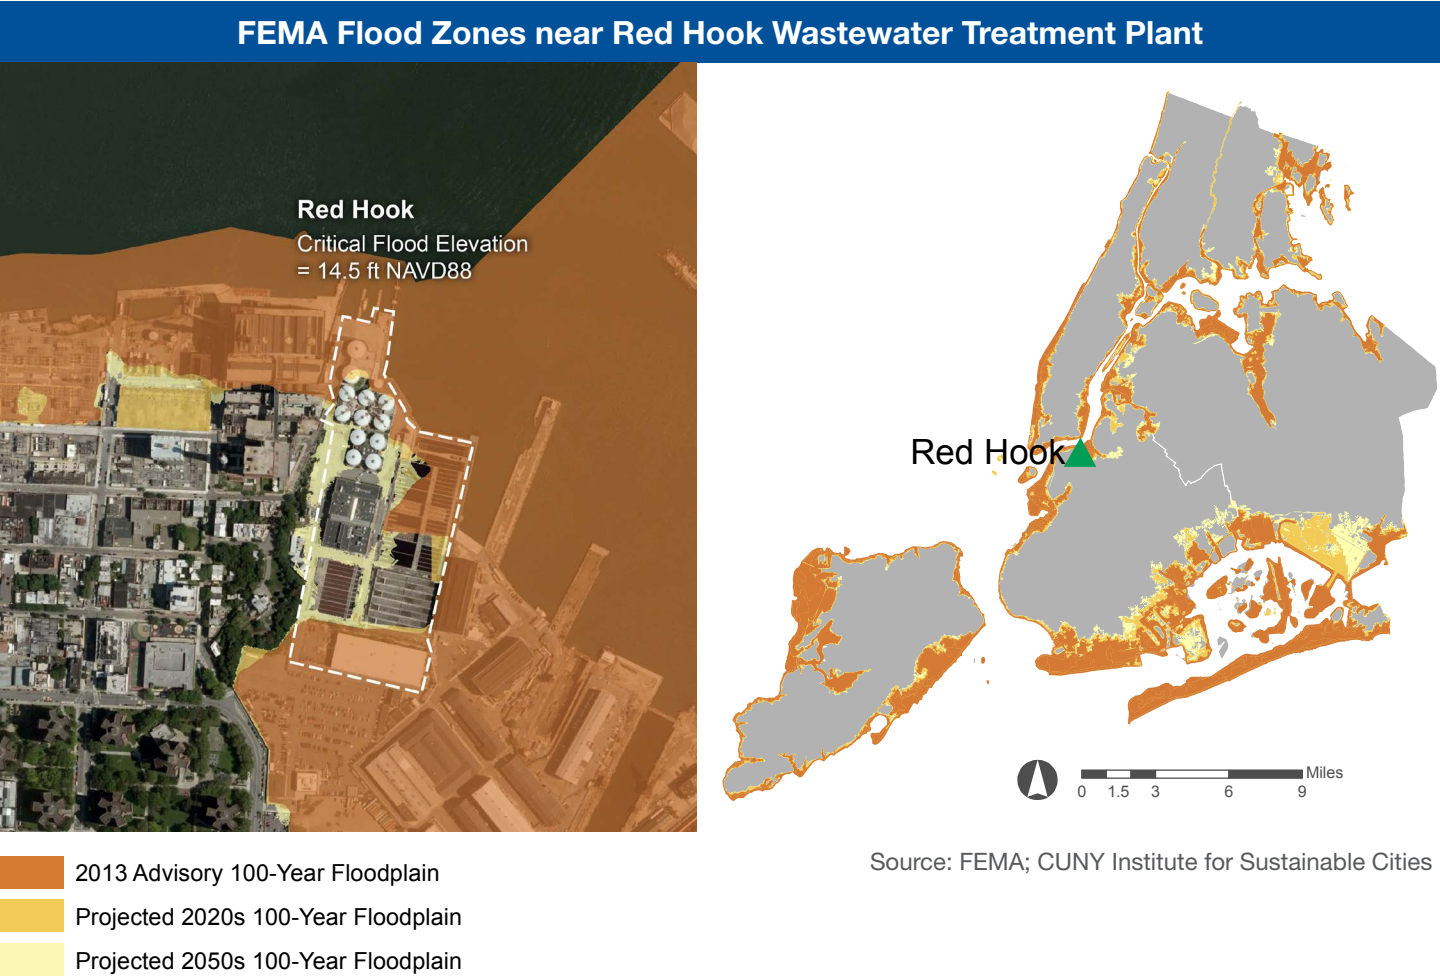 FEMA Flood Zones near Red Hook Wastewater Treatment Plant
Red Hook
Critical Flood Elevation
= 14.5 ft NAVD88
Red Hook
Miles
0 1.5 3 6 9
Source: FEMA; CUNY Institute for Sustainable Cities
2013 Advisory 100-Year Floodplain
Projected 2020s 100-Year Floodplain
Projected 2050s 100-Year Floodplain